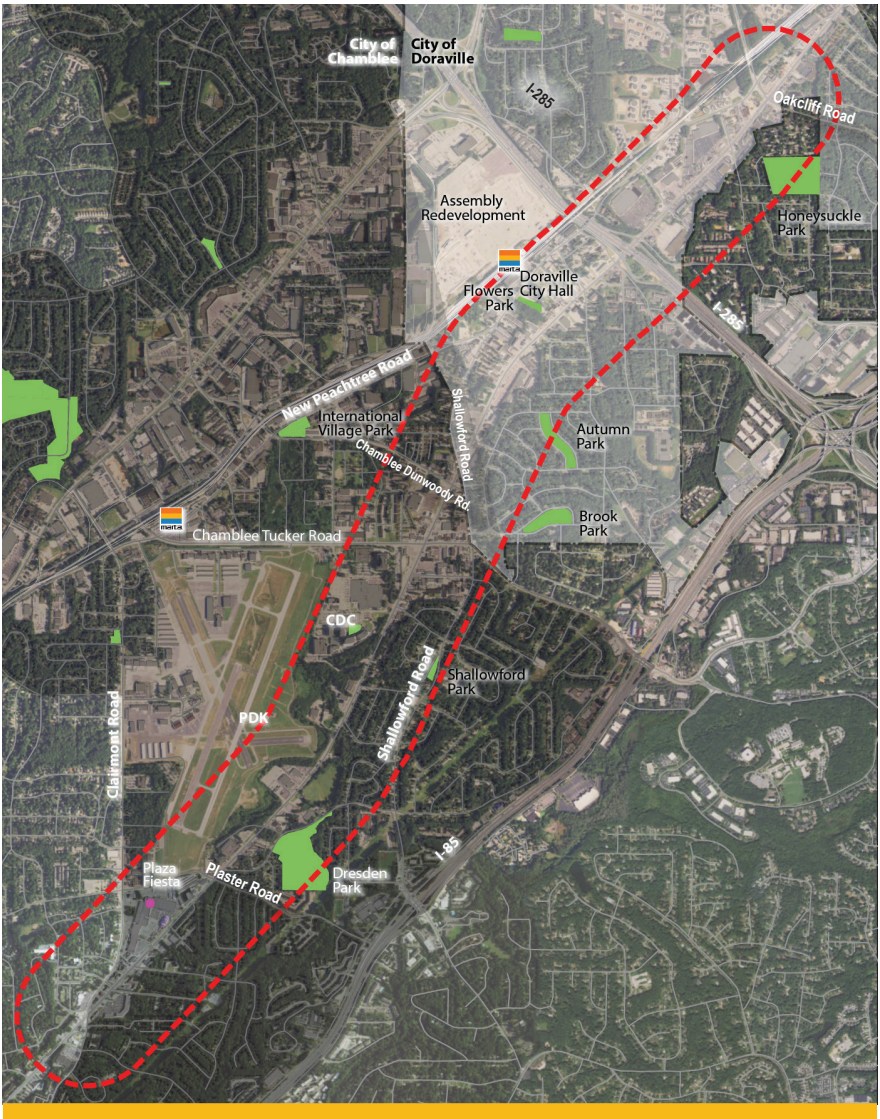 City of
Chamblee
City of
Doraville
I-285
Oakcliff Road
Assembly
Redevelopment
Honeysuckle
Park
marta
Doraville
City Hall
Flowers
Park
I-285
New Peachtree Road
Shallowford Road
International
Village Park
Autumn
Park
Chamblee Dunwoody Rd.
marta
Chamblee Tucker Road
Brook
Park
CDC
Shallowford Road
Shallowford
Park
Clairmont Road
PDK
I-85
Plaza
Fiesta
Plaster Road
Dresden
Park